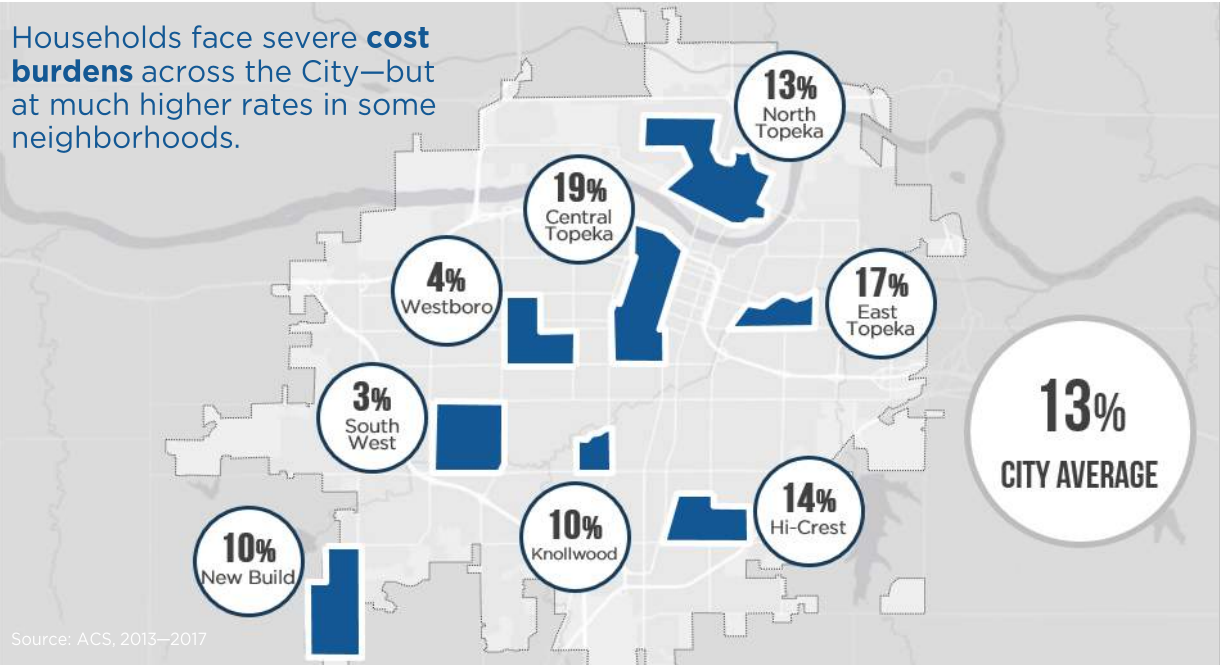 Households face severe cost
burdens across the City—but
at much higher rates in some
neighborhoods.
13%
North
Topeka
19%
Central
Topeka
4%
Westboro
17%
East
Topeka
3%
South
West
13%
CITY AVERAGE
14%
Hi-Crest
10%
Knollwood
10%
New Build
Source: ACS, 2013—2017